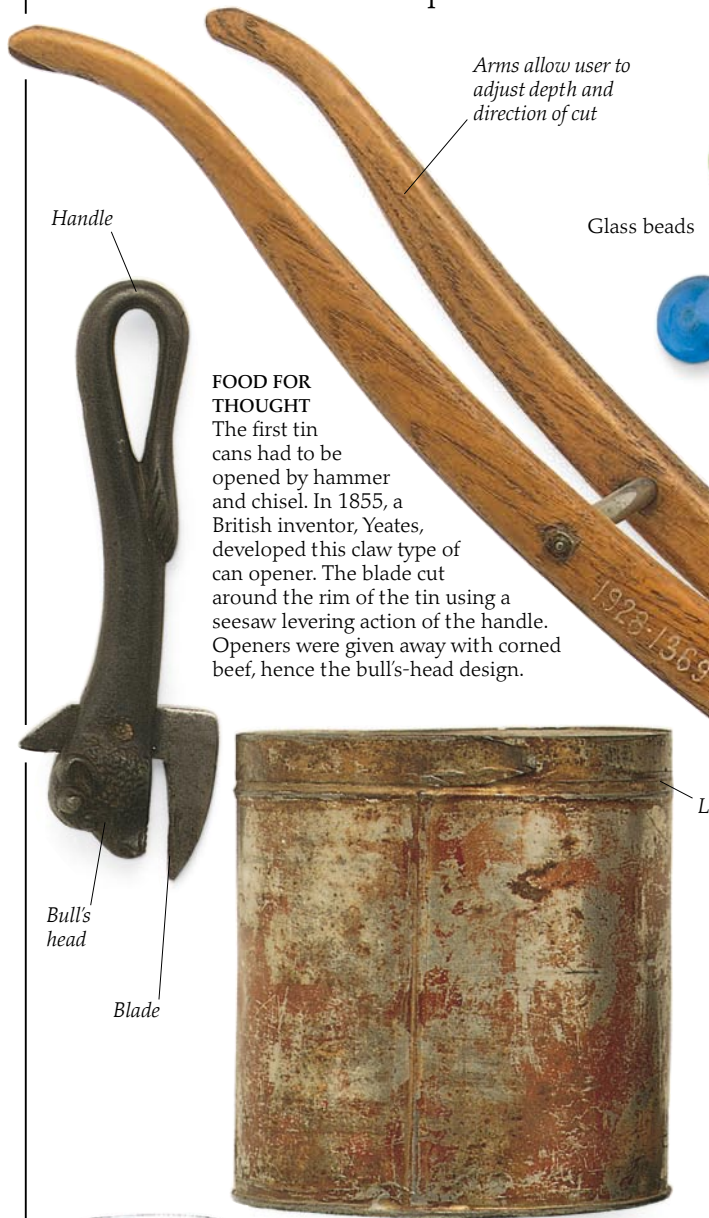 Arms allow user to
adjust depth and
direction of cut
Glass beads
Handle
FOOD FOR
THOUGHT
The first tin
cans had to be
opened by hammer
and chisel. In 1855, a
British inventor, Yeates,
developed this claw type of
can opener. The blade cut
around the rim of the tin using a
seesaw levering action of the handle.
Openers were given away with corned
beef, hence the bull's-head design.
1928-1369
L
Bull's
head
Blade